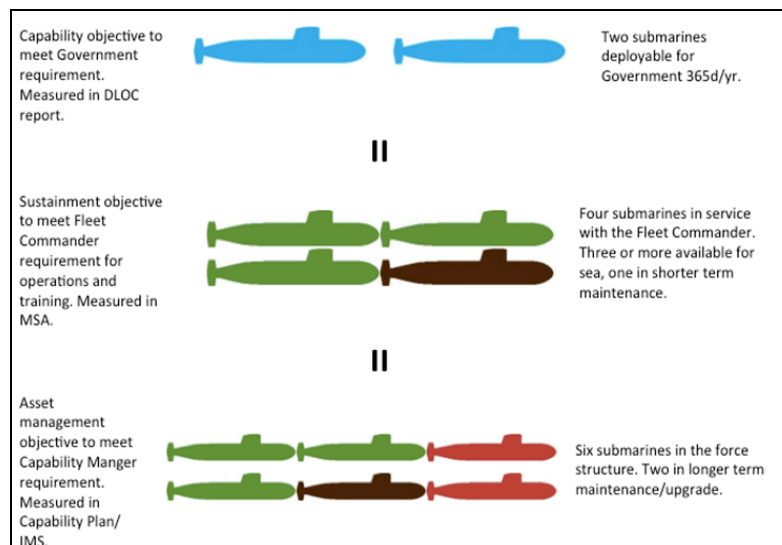 Capability objective to
meet Government
requirement.
Measured in DLOC
report.
Two submarines
deployable for
Government 365d/yr.
Sustainment objective
to meet Fleet
Commander
requirement for
operations and
training. Measured in
MSA.
Four submarines in service
with the Fleet Commander.
Three or more available for
sea, one in shorter term
maintenance.
Asset
management
objective to meet
Capability Manger
requirement.
Measured in
Capability Plan/
IMS.
Six submarines in the force
structure. Two in longer term
maintenance/upgrade.